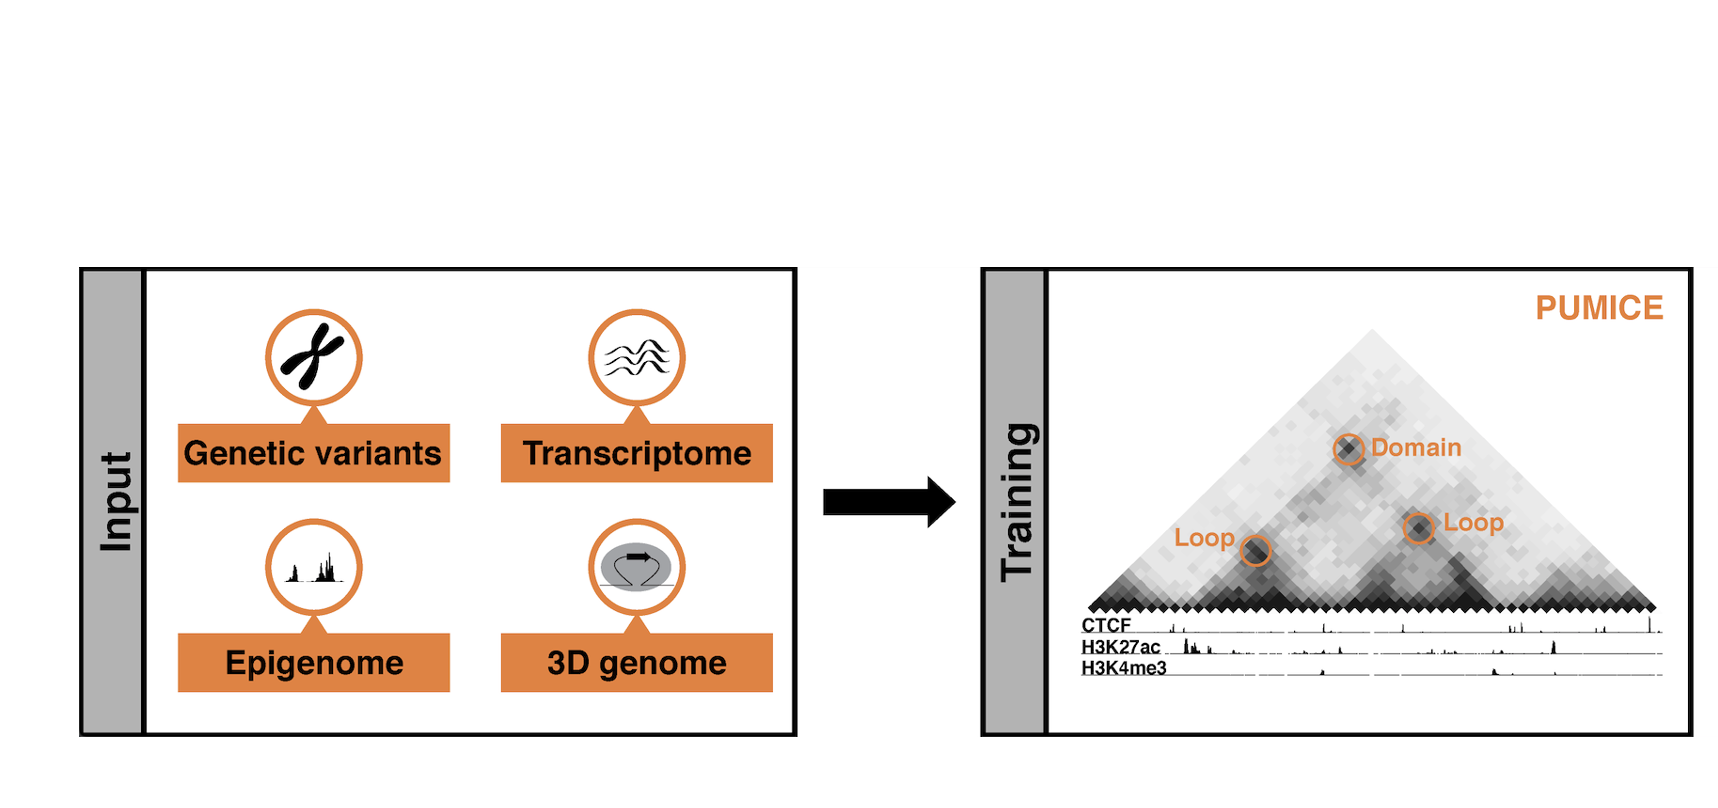 Input
Genetic variants
Transcriptome
Epigenome
3D genome
Training
PUMICE
Domain
Loop
Loop
CTCF
H3K27ac
H3K4me3